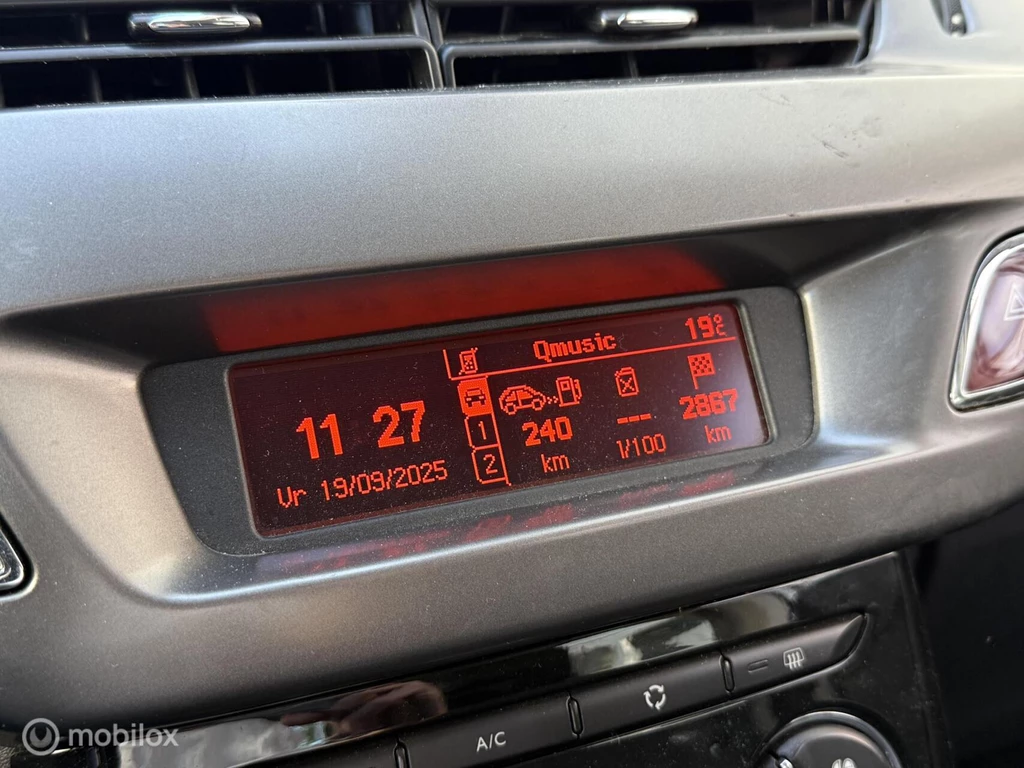 Qmusic 19°C
11 27
Vr 19/09/2025
1
2
240
km
---
l/100
2867
km
A/C
mobilox